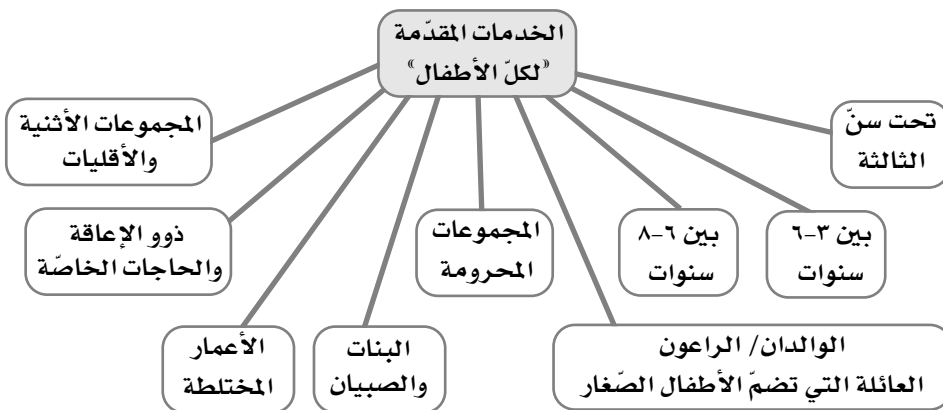 الخدمات المقدّمة
«لكلّ الأطفال»
تحت سنّ
الثالثة
المجموعات الأثنية
والأقليات
بين ٣-٦
سنوات
بين ٦-٨
سنوات
المجموعات
المحرومة
ذوو الإعاقة
والحاجات الخاصّة
الوالدان/ الراعون
العائلة التي تضمّ الأطفال الصّغار
البنات
والصبيان
الأعمار
المختلطة